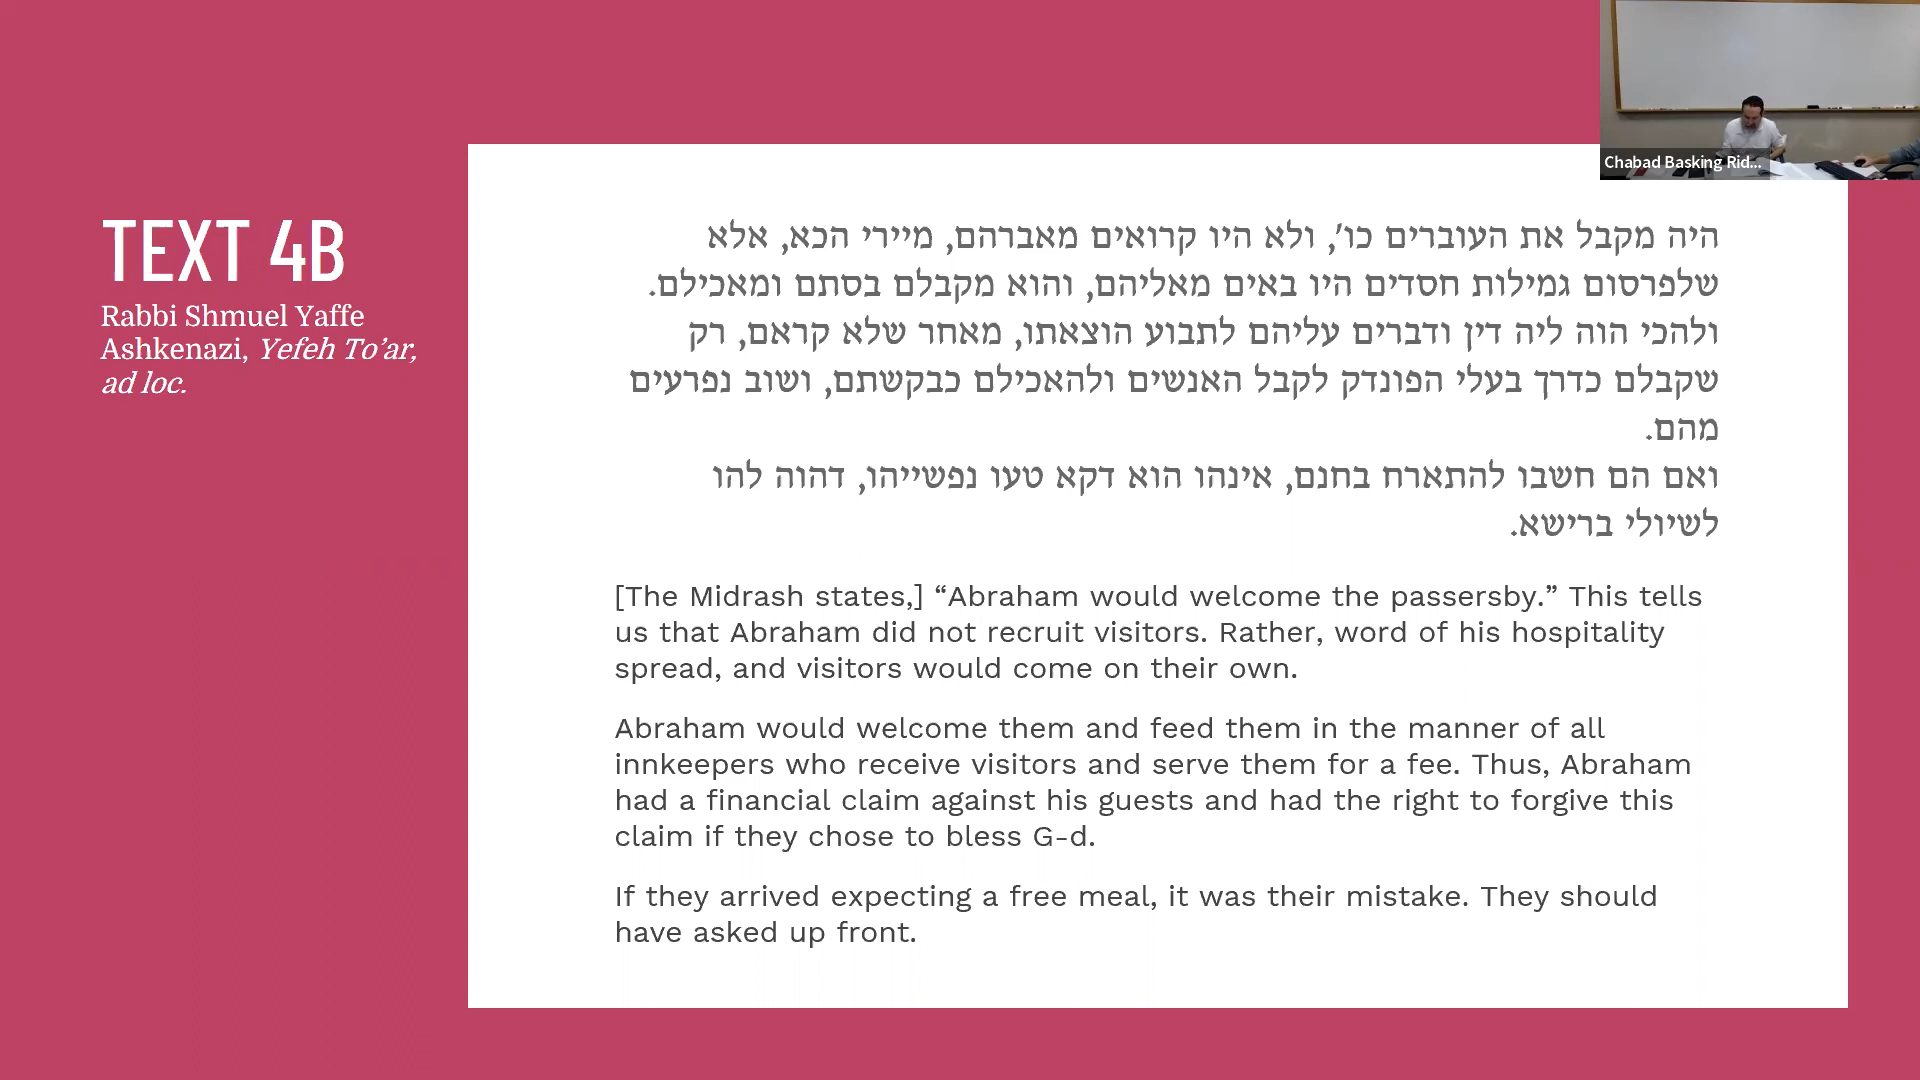 TEXT 4B
Rabbi Shmuel Yaffe
Ashkenazi, Yefeh To’ar,
ad loc.
Chabad Basking Rid...
היה מקבל את העוברים כו', ולא היו קרואים מאברהם, מיירי הכא, אלא
שלפרסום גמילות חסדים היו באים מאליהם, והוא מקבלם בסתם ומאכילם.
ולהכי הוה ליה דין ודברים עליהם לתבוע הוצאתו, מאחר שלא קראם, רק
שקבלם כדרך בעלי הפונדק לקבל האנשים ולהאכילם כבקשתם, ושוב נפרעים
מהם.
ואם הם חשבו להתארח בחנם, אינהו הוא דקא טעו נפשייהו, דהוה להו
לשיולי ברישא.
[The Midrash states,] “Abraham would welcome the passersby.” This tells
us that Abraham did not recruit visitors. Rather, word of his hospitality
spread, and visitors would come on their own.
Abraham would welcome them and feed them in the manner of all
innkeepers who receive visitors and serve them for a fee. Thus, Abraham
had a financial claim against his guests and had the right to forgive this
claim if they chose to bless G-d.
If they arrived expecting a free meal, it was their mistake. They should
have asked up front.